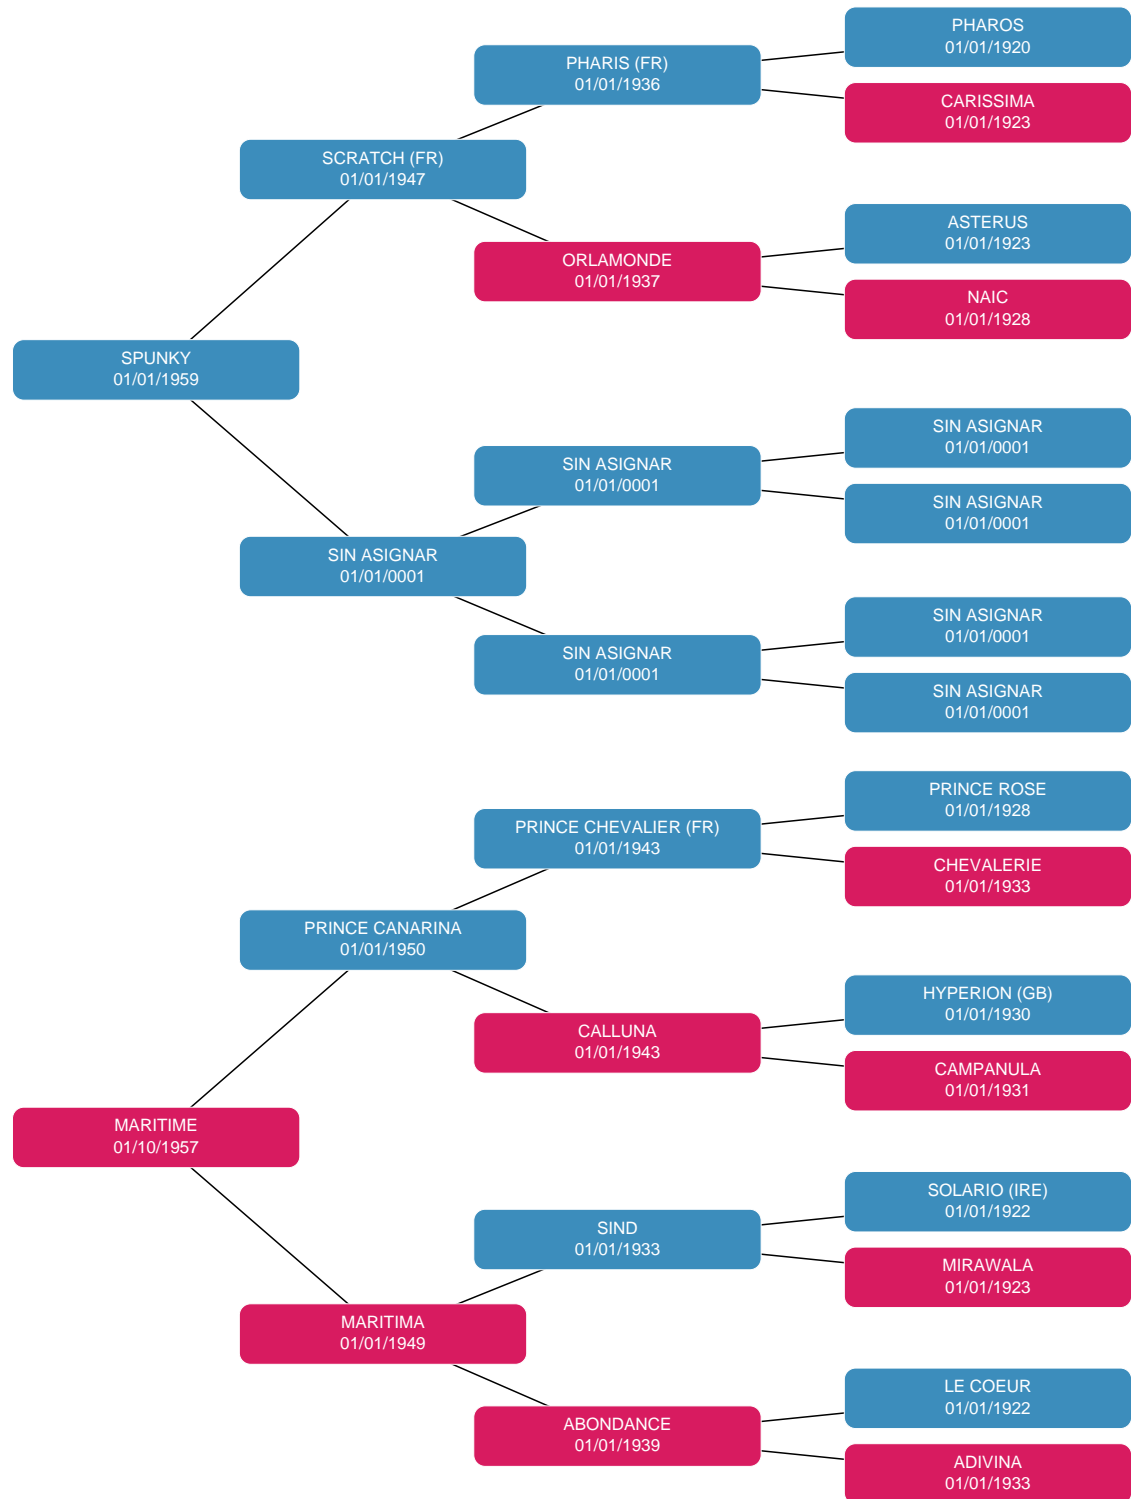 PHAROS
01/01/1920
PHARIS (FR)
01/01/1936
CARISSIMA
01/01/1923
SCRATCH (FR)
01/01/1947
ASTERUS
01/01/1923
ORLAMONDE
01/01/1937
NAIC
01/01/1928
SPUNKY
01/01/1959
SIN ASIGNAR
01/01/0001
SIN ASIGNAR
01/01/0001
SIN ASIGNAR
01/01/0001
SIN ASIGNAR
01/01/0001
SIN ASIGNAR
01/01/0001
SIN ASIGNAR
01/01/0001
SIN ASIGNAR
01/01/0001
PRINCE ROSE
01/01/1928
PRINCE CHEVALIER (FR)
01/01/1943
CHEVALERIE
01/01/1933
PRINCE CANARINA
01/01/1950
HYPERION (GB)
01/01/1930
CALLUNA
01/01/1943
CAMPANULA
01/01/1931
MARITIME
01/10/1957
SOLARIO (IRE)
01/01/1922
SIND
01/01/1933
MIRAWALA
01/01/1923
MARITIMA
01/01/1949
LE COEUR
01/01/1922
ABONDANCE
01/01/1939
ADIVINA
01/01/1933